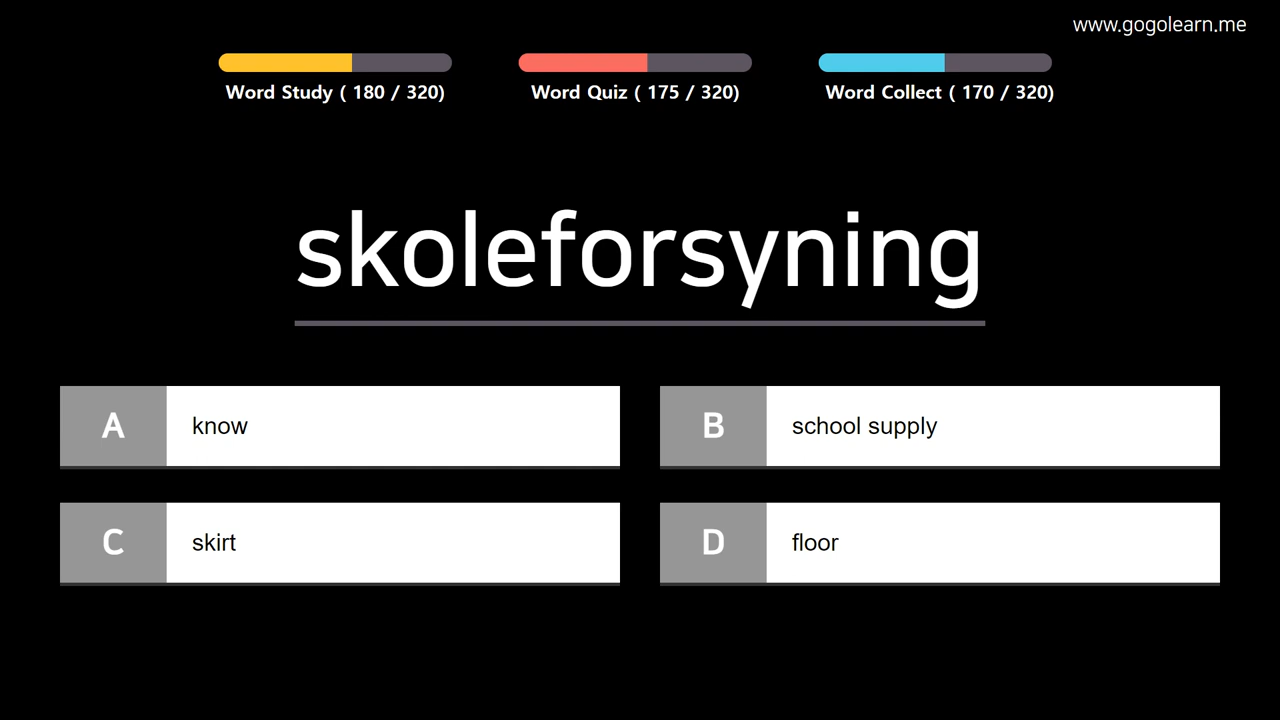 www.gogolearn.me
Word Study ( 180 / 320)
Word Quiz ( 175 / 320)
Word Collect ( 170 / 320)
skoleforsyning
A know
B school supply
C skirt
D floor